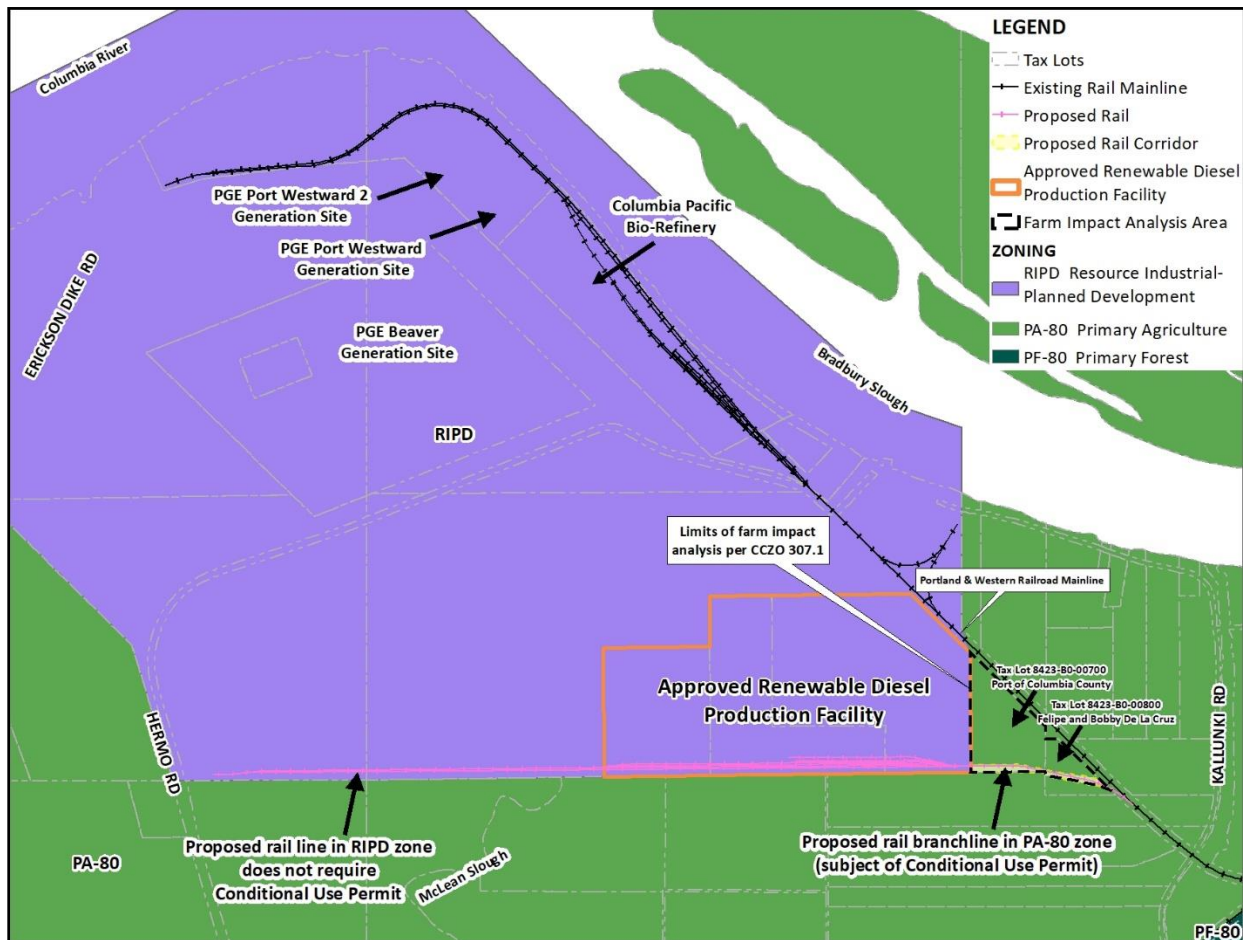 Columbia River
ERICKSON DIKE RD
PGE Port Westward 2
Generation Site
PGE Port Westward
Generation Site
PGE Beaver
Generation Site
Columbia Pacific
Bio-Refinery
Bradbury Slough
RIPD
Limits of farm impact
analysis per CCZO 307.1
Portland & Western Railroad Mainline
Approved Renewable Diesel
Production Facility
Tax Lot 8423-B0-00700
Port of Columbia County
Tax Lot 8423-B0-00800
Felipe and Bobby De La Cruz
KALLUNKI RD
HERMO RD
PA-80
Proposed rail line in RIPD zone
does not require
Conditional Use Permit
McLean Slough
Proposed rail branchline in PA-80 zone
(subject of Conditional Use Permit)
PF-80
LEGEND
Tax Lots
Existing Rail Mainline
Proposed Rail
Proposed Rail Corridor
Approved Renewable Diesel
Production Facility
Farm Impact Analysis Area
ZONING
RIPD Resource Industrial-
Planned Development
PA-80 Primary Agriculture
PF-80 Primary Forest